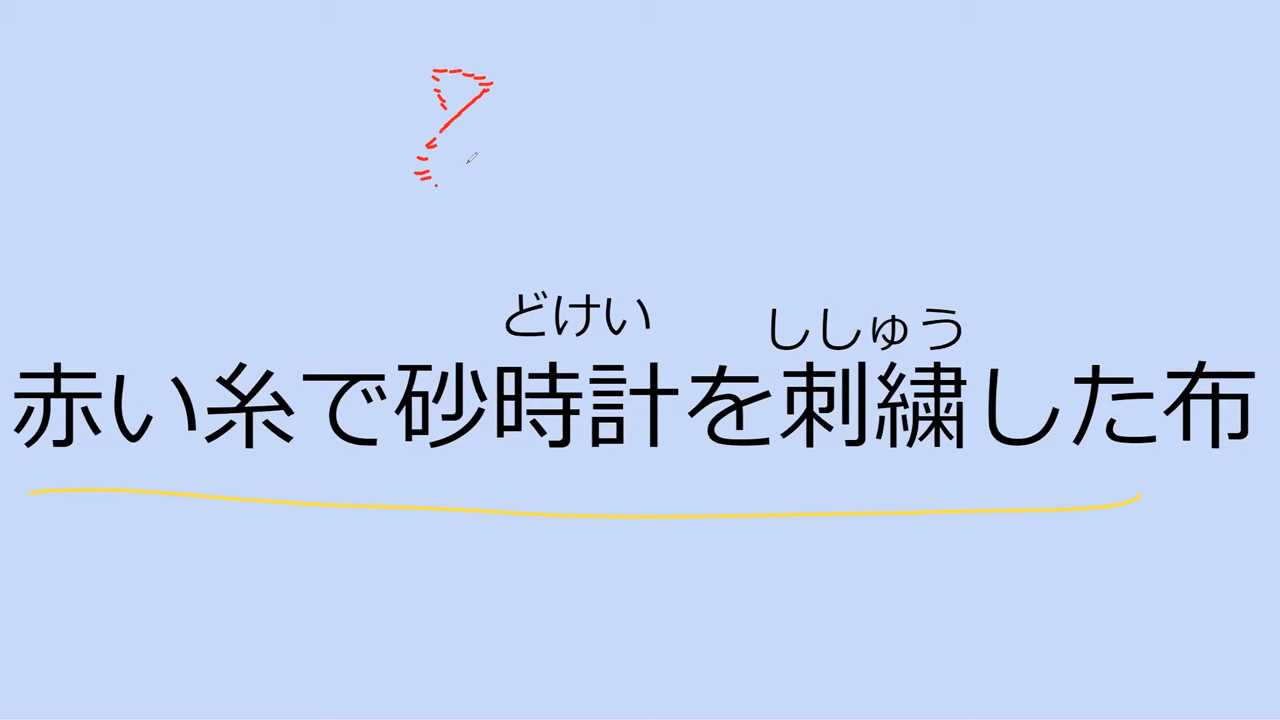 どけい ししゅう
赤い糸で砂時計を刺繍した布